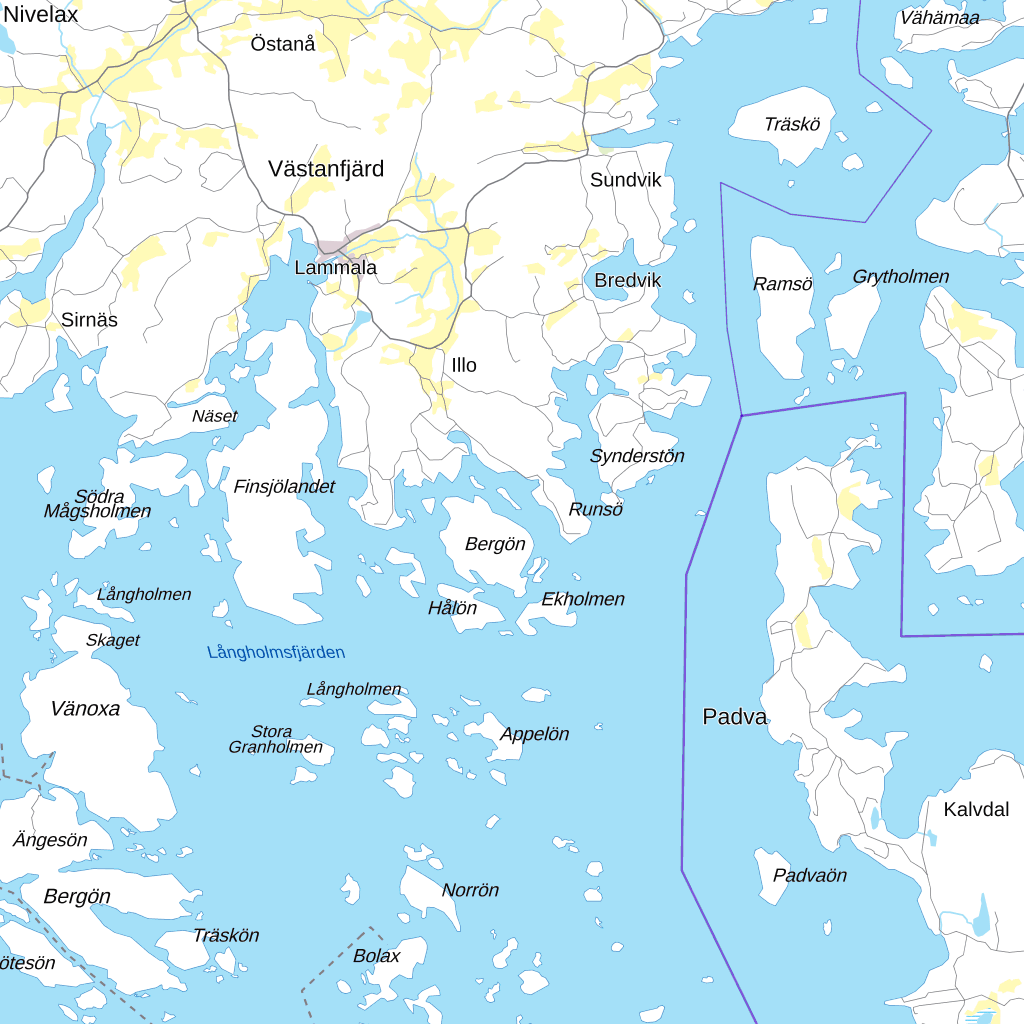 Nivelax
Vähämaa
Östanå
Träskö
Västanfjärd
Sundvik
Lammala
Bredvik
Ramsö
Grytholmen
Sirnäs
Illo
Näset
Synderstön
Finsjölandet
Södra
Mågsholmen
Runsö
Bergön
Långholmen
Hålön
Ekholmen
Skaget
Långholmsfjärden
Långholmen
Vänoxa
Padva
Stora
Granholmen
Appelön
Kalvdal
Ängesön
Padvaön
Bergön
Norrön
Träskön
Bolax
ötesön